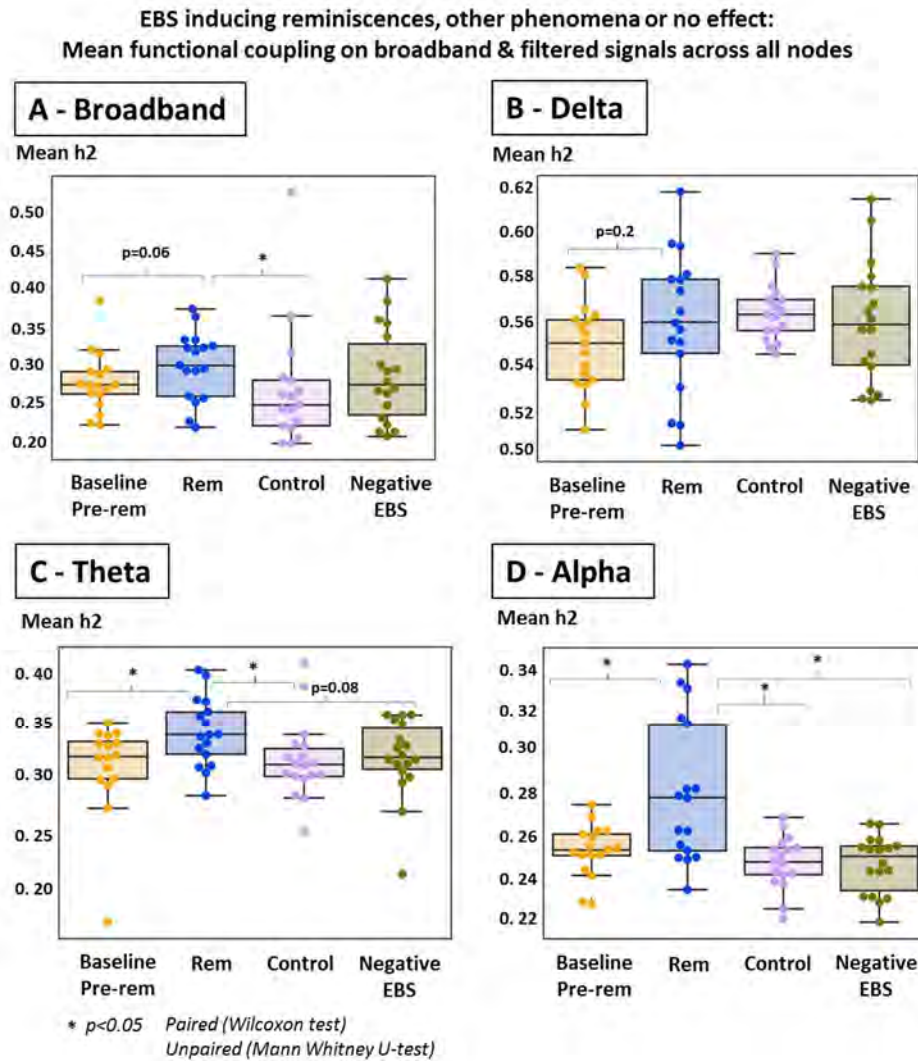 EBS inducing reminiscences, other phenomena or no effect:
Mean functional coupling on broadband & filtered signals across all nodes
A - Broadband
Mean h2
0.50
0.45
0.40
0.35
0.30
0.25
0.20
p=0.06
*
Baseline Pre-rem
Rem
Control
Negative EBS
B - Delta
Mean h2
0.62
0.60
0.58
0.56
0.54
0.52
0.50
p=0.2
Baseline Pre-rem
Rem
Control
Negative EBS
C - Theta
Mean h2
0.40
0.35
0.30
0.25
0.20
*
*
p=0.08
Baseline Pre-rem
Rem
Control
Negative EBS
D - Alpha
Mean h2
0.34
0.32
0.30
0.28
0.26
0.24
0.22
*
*
*
Baseline Pre-rem
Rem
Control
Negative EBS
* p<0.05 Paired (Wilcoxon test)
Unpaired (Mann Whitney U-test)